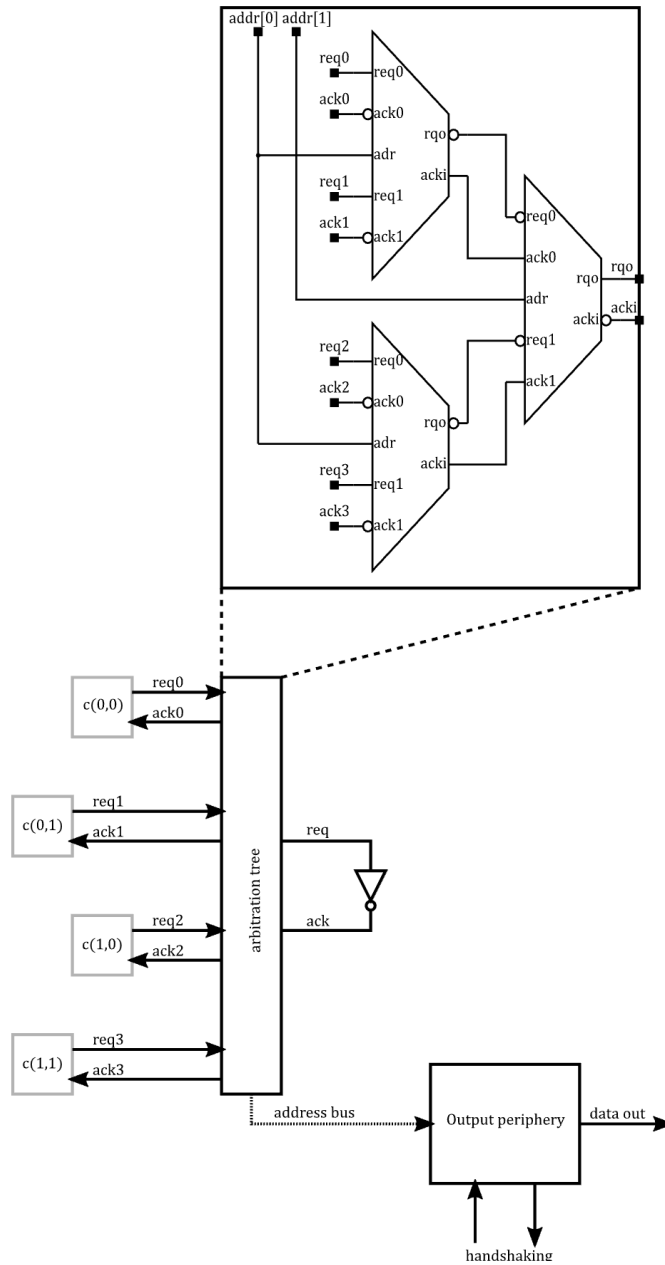 addr[0] addr[1]
req0
req0
ack0
ack0
rqo
adr
acki
req1
req1
ack1
ack1
req0
ack0
rqo
rqo
adr
acki
acki
req1
ack1
req2
req0
ack2
ack0
rqo
adr
acki
req3
req1
ack3
ack1
c(0,0)
req0
ack0
c(0,1)
req1
ack1
arbitration tree
req
ack
c(1,0)
req2
ack2
c(1,1)
req3
ack3
address bus
Output periphery
data out
handshaking